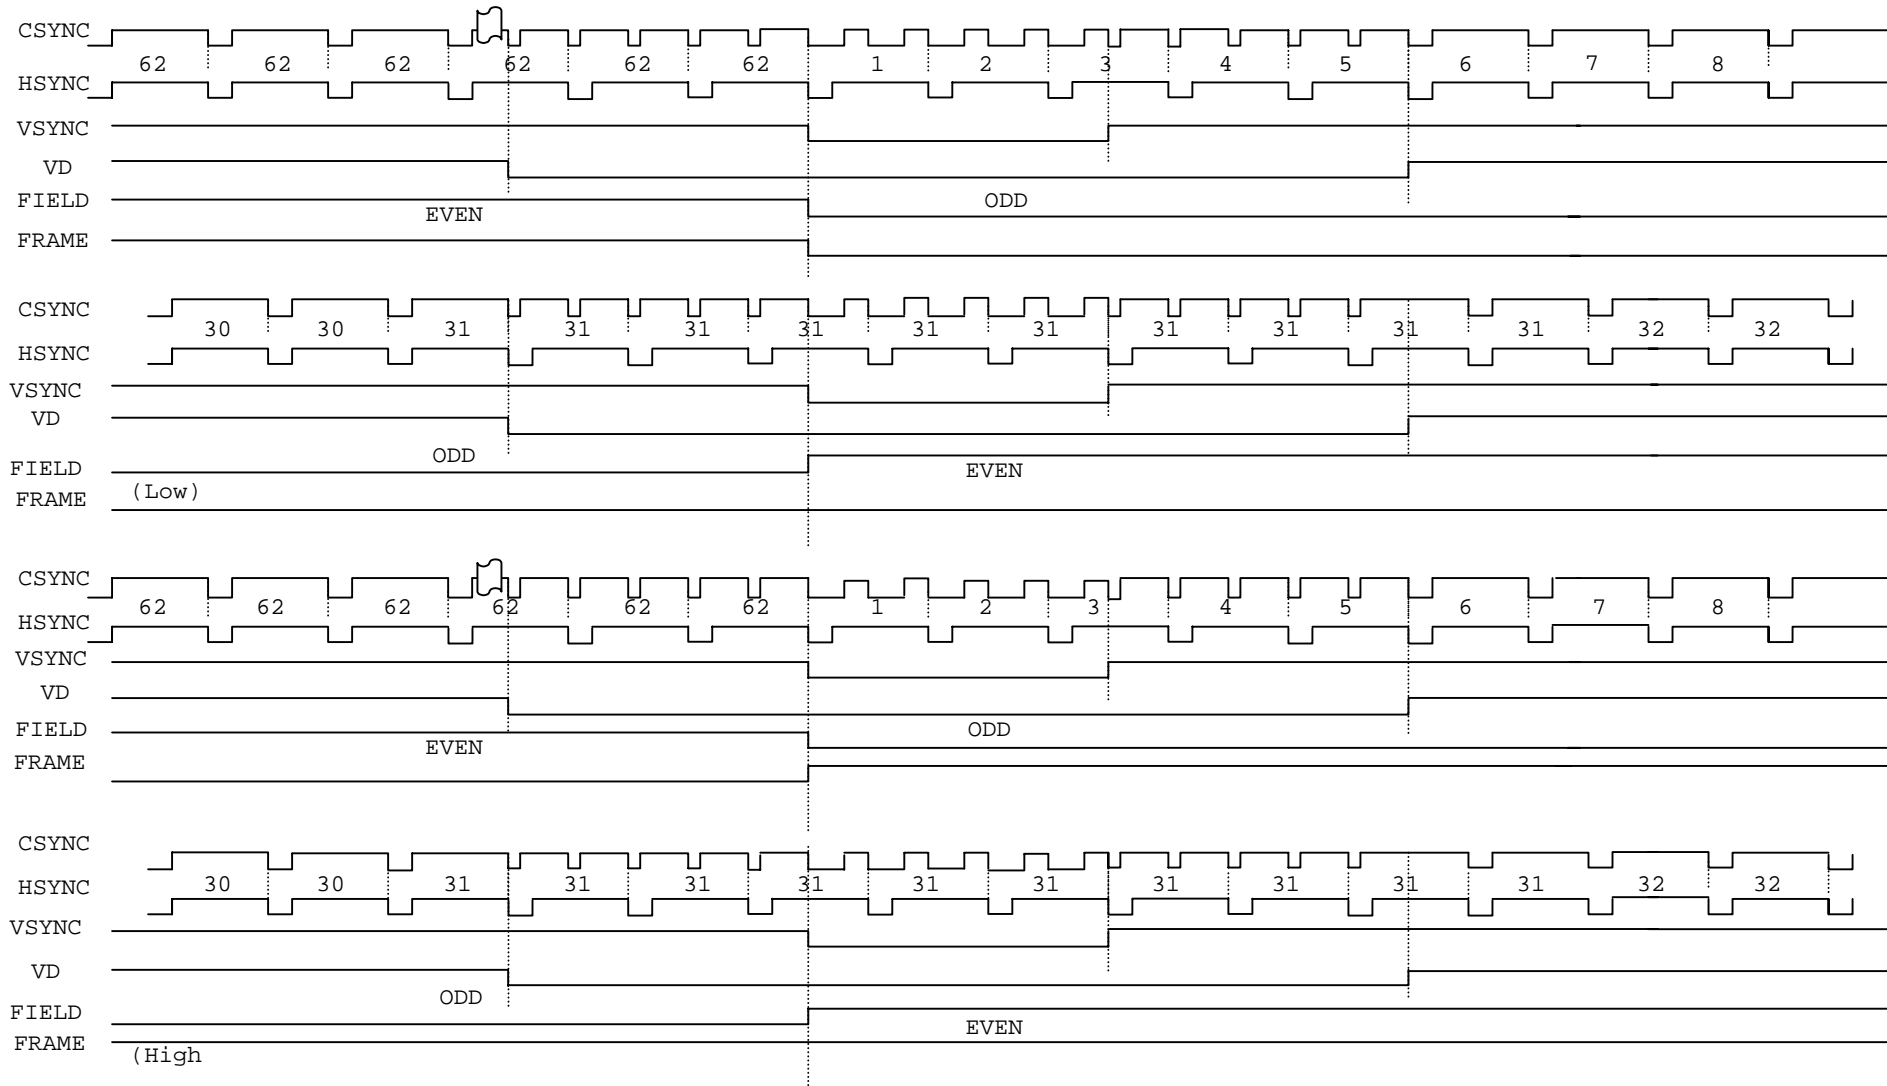 CSYNC
62 62 62 62 62 62 1 2 3 4 5 6 7 8
HSYNC
VSYNC
VD
FIELD
EVEN
ODD
FRAME
CSYNC
30 30 31 31 31 31 31 31 31 31 31 31 32 32
HSYNC
VSYNC
VD
ODD
FIELD
EVEN
(Low)
FRAME
CSYNC
62 62 62 62 62 62 1 2 3 4 5 6 7 8
HSYNC
VSYNC
VD
FIELD
ODD
EVEN
FRAME
CSYNC
30 30 31 31 31 31 31 31 31 31 31 31 32 32
HSYNC
VSYNC
VD
ODD
FIELD
EVEN
FRAME
(High